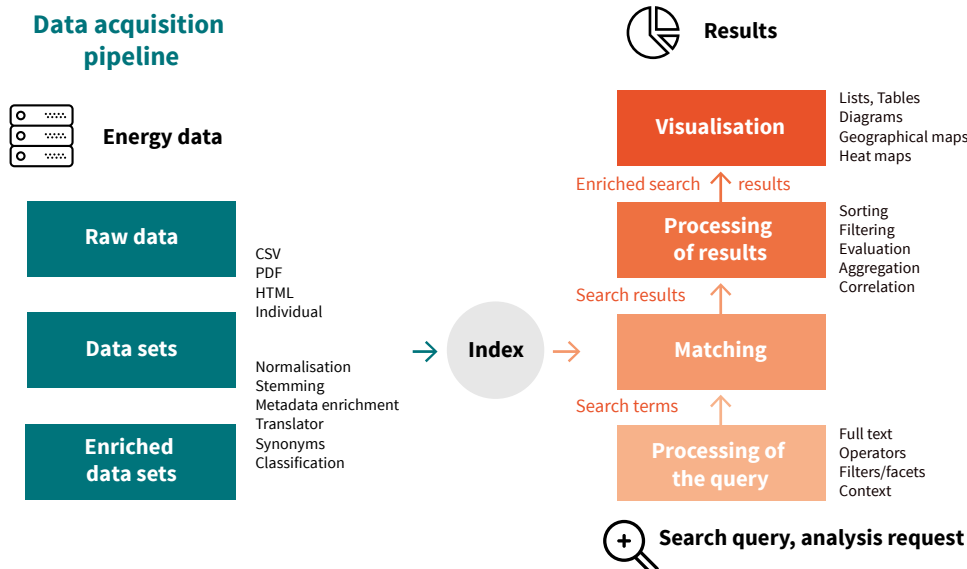 Data acquisition
pipeline
Energy data
Raw data
CSV
PDF
HTML
Individual
Data sets
Normalisation
Stemming
Metadata enrichment
Translator
Synonyms
Classification
Enriched
data sets
Index
Results
Visualisation
Lists, Tables
Diagrams
Geographical maps
Heat maps
Enriched search results
Processing
of results
Sorting
Filtering
Evaluation
Aggregation
Correlation
Search results
Matching
Search terms
Processing of
the query
Full text
Operators
Filters/facets
Context
Search query, analysis request